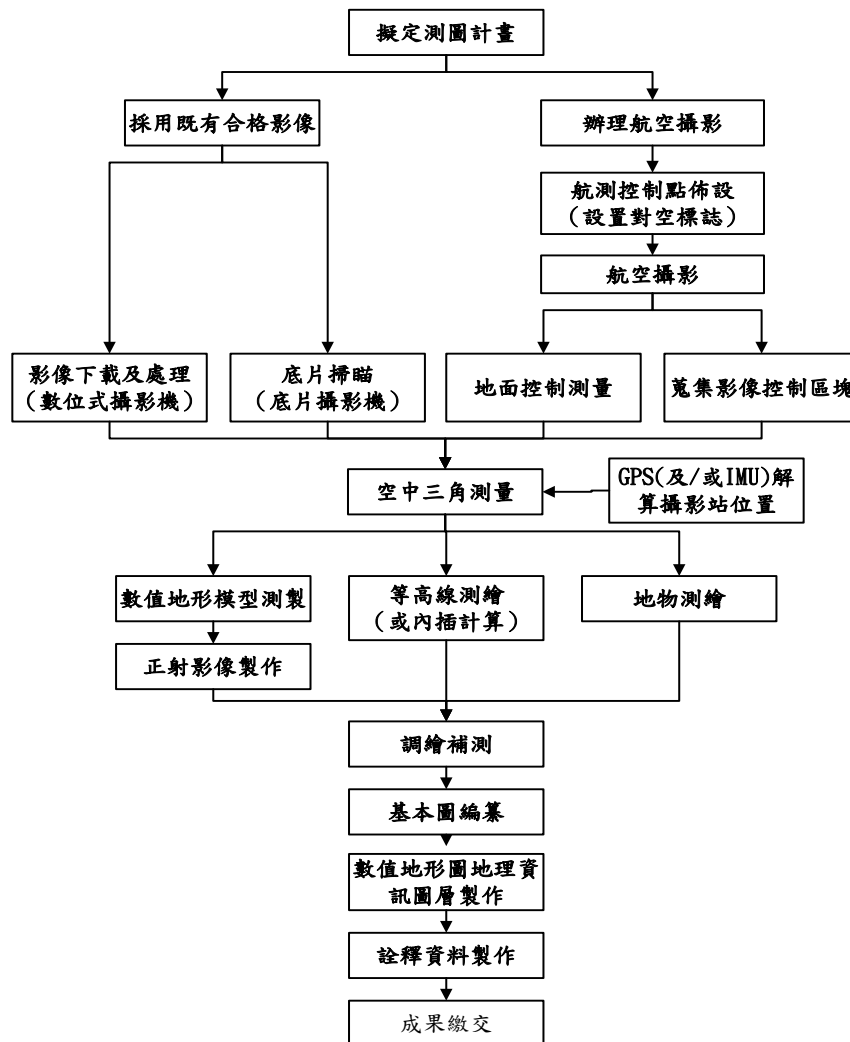 擬定測圖計畫
採用既有合格影像
辦理航空攝影
航測控制點佈設
（設置對空標誌）
航空攝影
影像下載及處理
（數位式攝影機）
底片掃瞄
（底片攝影機）
地面控制測量
蒐集影像控制區塊
空中三角測量
GPS(及/或IMU)解
算攝影站位置
數值地形模型測製
等高線測繪
（或內插計算）
地物測繪
正射影像製作
調繪補測
基本圖編纂
數值地形圖地理資
訊圖層製作
詮釋資料製作
成果繳交